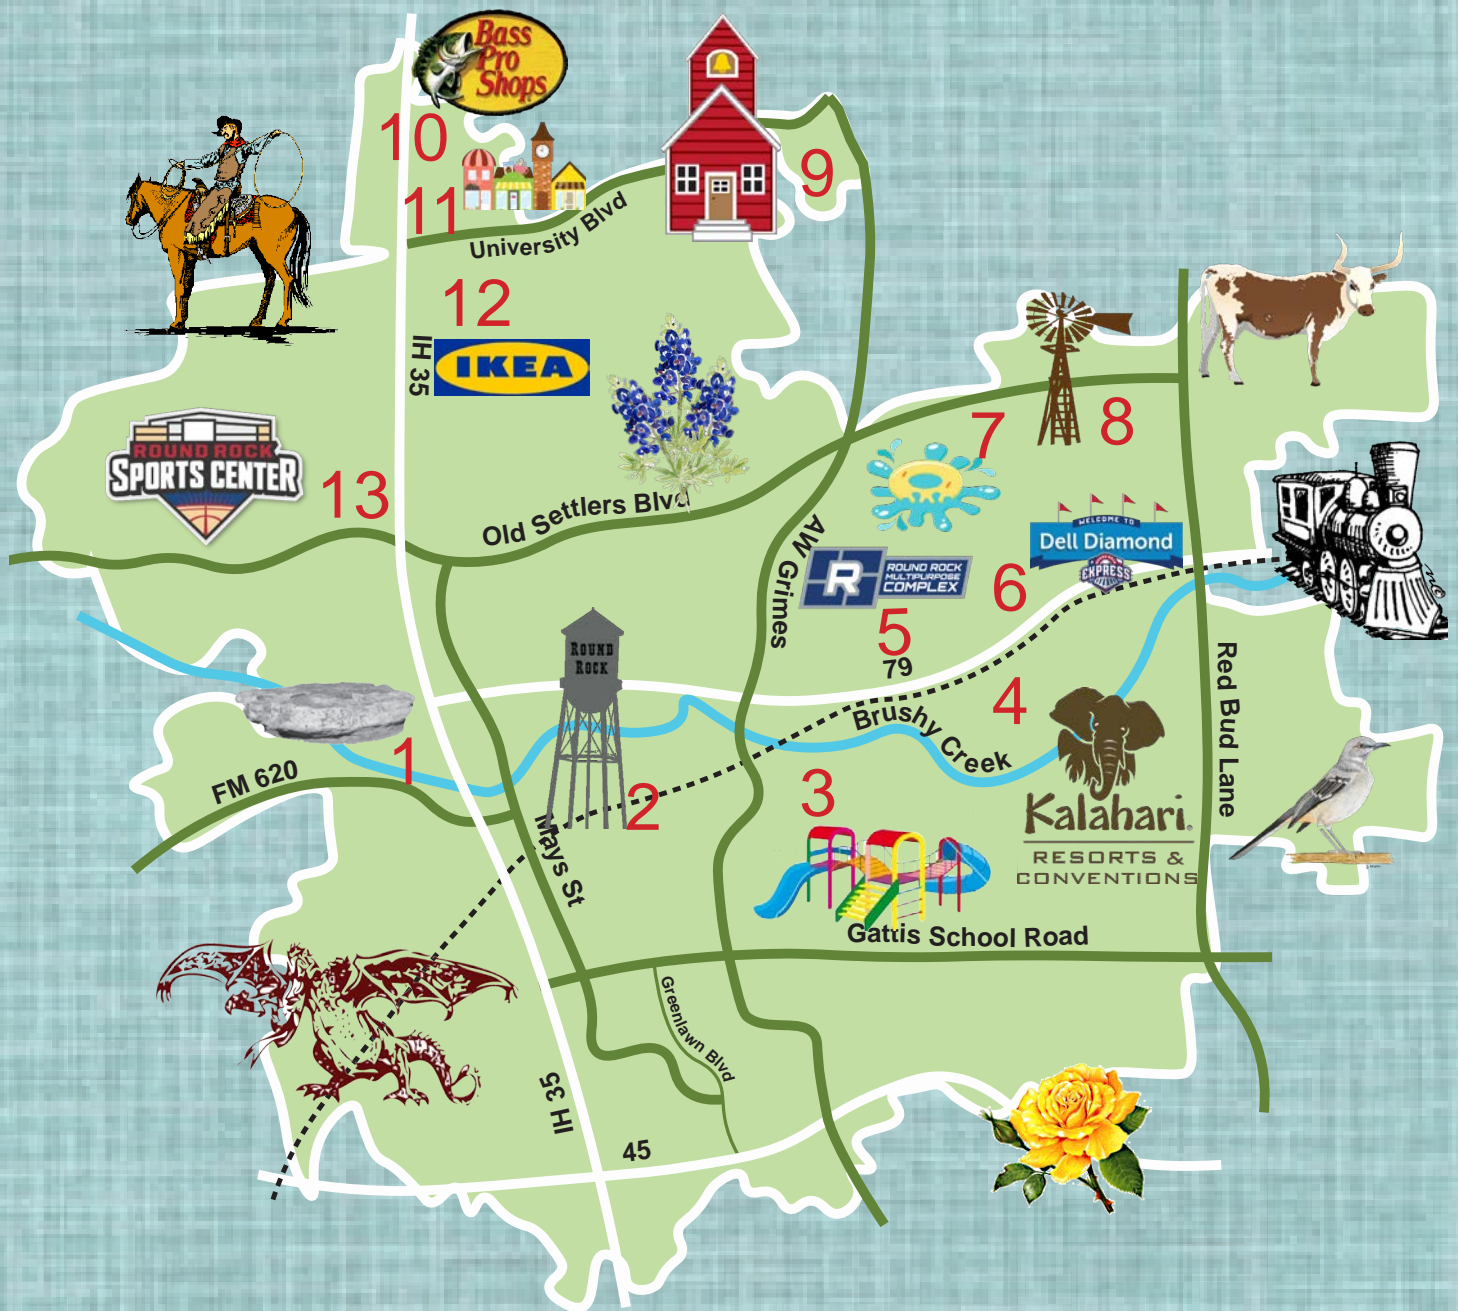 Bass
Pro
Shops
10
9
11
University Blvd
12
IH 35
IKEA
7
8
ROUND ROCK
SPORTS CENTER
13
Old Settlers Blvd
AW Grimes
WELCOME TO
Dell Diamond
EXPRESS
R
ROUND ROCK
MULTIPURPOSE
COMPLEX
6
5
79
ROUND
ROCK
Red Bud Lane
4
Brushy Creek
1
FM 620
2
3
Mays St
Kalahari
RESORTS &
CONVENTIONS
Gattis School Road
Greenlawn Blvd
IH 35
45